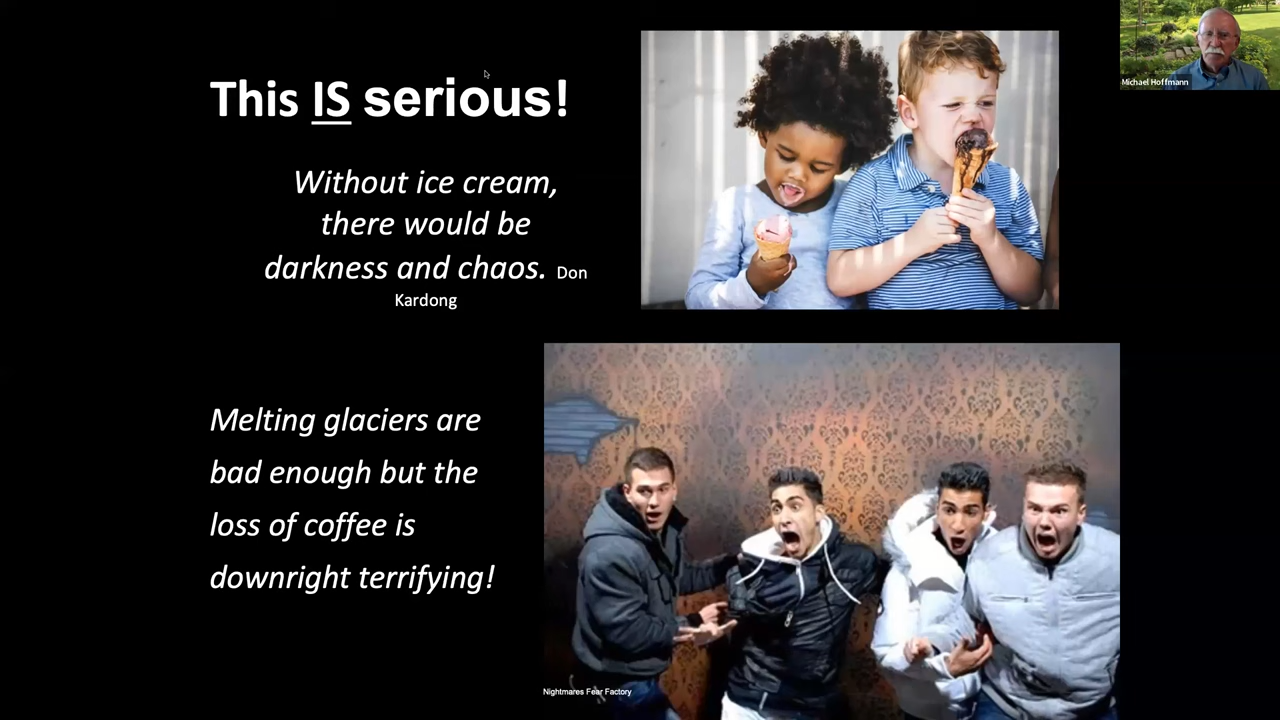 This IS serious!
Without ice cream,
there would be
darkness and chaos. Don
Kardong
Melting glaciers are
bad enough but the
loss of coffee is
downright terrifying!
Nightmares Fear Factory
Michael Hoffmann